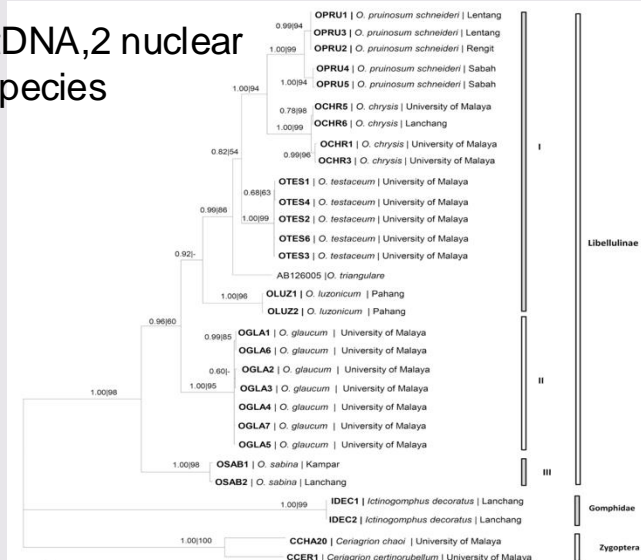 DNA,2 nuclear
pecies
OPRU1 | O. pruinosum schneideri | Lentang
0.99|94
OPRU3 | O. pruinosum schneideri | Lentang
1.00|99
OPRU2 | O. pruinosum schneideri | Rengit
OPRU4 | O. pruinosum schneideri | Sabah
1.00|94
1.00|94
OPRU5 | O. pruinosum schneideri | Sabah
OCHR5 | O. chrysis | University of Malaya
0.78|98
OCHR6 | O. chrysis | Lanchang
1.00|99
OCHR1 | O. chrysis | University of Malaya
I
0.82|54
0.99|96
OCHR3 | O. chrysis | University of Malaya
OTES1 | O. testaceum | University of Malaya
0.68|63
OTES4 | O. testaceum | University of Malaya
0.99|86
1.00|99
OTES2 | O. testaceum | University of Malaya
OTES6 | O. testaceum | University of Malaya
Libellulinae
0.92|-
OTES3 | O. testaceum | University of Malaya
AB126005 |O. triangulare
OLUZ1 | O. luzonicum | Pahang
1.00|96
OLUZ2 | O. luzonicum | Pahang
0.96|60
OGLA1 | O. glaucum | University of Malaya
0.99|85
OGLA6 | O. glaucum | University of Malaya
0.60|-
OGLA2 | O. glaucum | University of Malaya
II
1.00|95
OGLA3 | O. glaucum | University of Malaya
1.00|98
OGLA4 | O. glaucum | University of Malaya
OGLA7 | O. glaucum | University of Malaya
OGLA5 | O. glaucum | University of Malaya
1.00|98
OSAB1 | O. sabina | Kampar
III
OSAB2 | O. sabina | Lanchang
IDEC1 | Ictinogomphus decoratus | Lanchang
1.00|99
Gomphidae
IDEC2 | Ictinogomphus decoratus | Lanchang
1.00|100
CCHA20 | Ceriagrion chaoi | University of Malaya
Zygoptera
CCER1 | Ceriagrion certinorubellum | University of Malaya